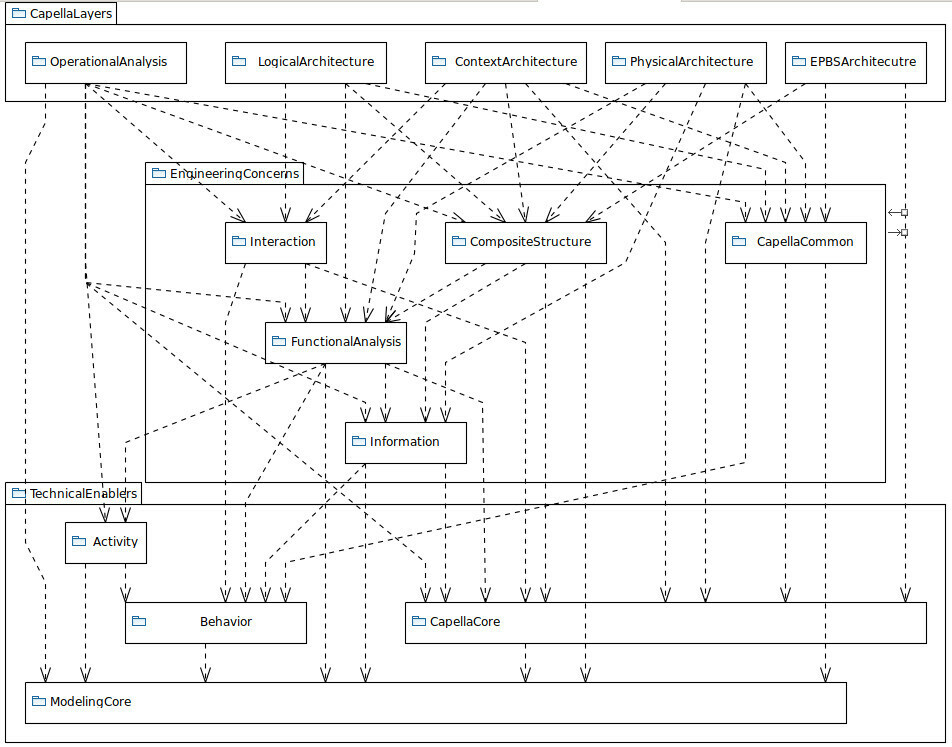 CapellaLayers
OperationalAnalysis
LogicalArchitecture
ContextArchitecture
PhysicalArchitecture
EPBSArchitecutre
EngineeringConcerns
Interaction
CompositeStructure
CapellaCommon
FunctionalAnalysis
Information
TechnicalEnablers
Activity
Behavior
CapellaCore
ModelingCore